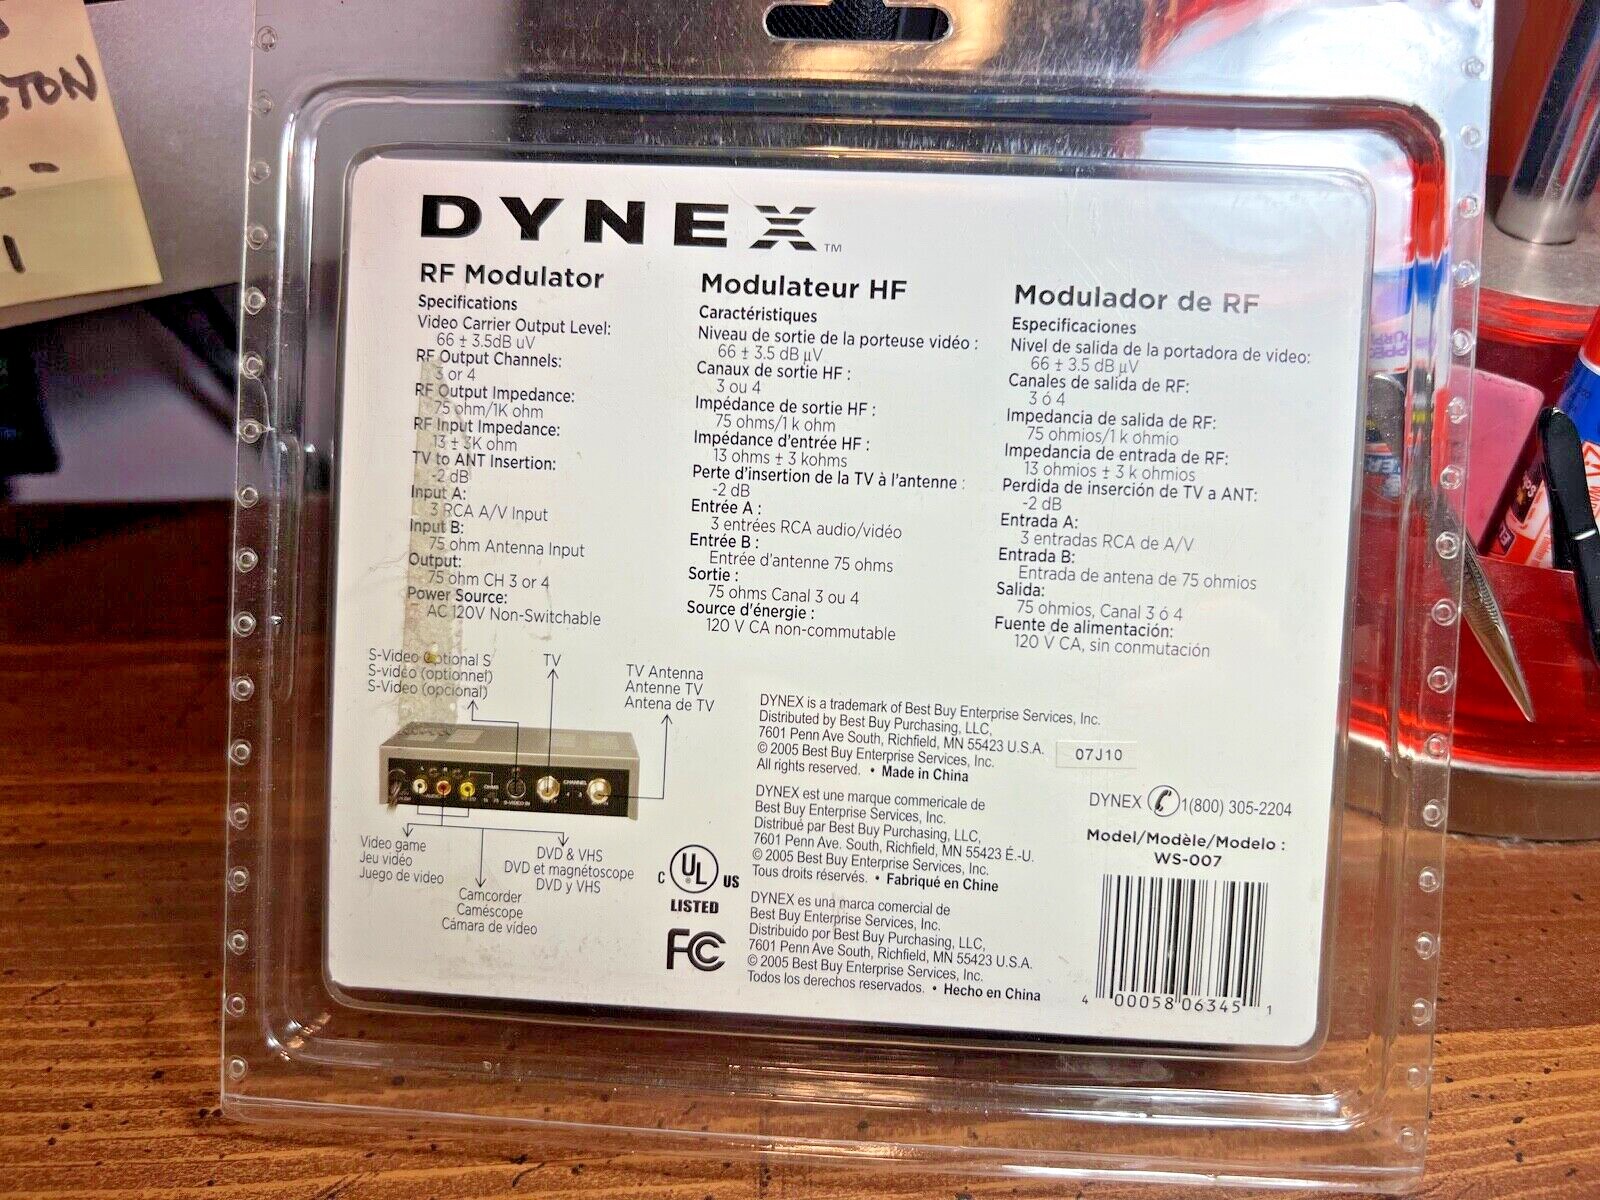 TON
1
DYNEX™
RF Modulator
Specifications
Video Carrier Output Level:
66 ± 3.5dB uV
RF Output Channels:
3 or 4
RF Output Impedance:
75 ohm/1K ohm
RF Input Impedance:
13 ± 3K ohm
TV to ANT Insertion:
-2 dB
Input A:
3 RCA A/V Input
Input B:
75 ohm Antenna Input
Output:
75 ohm CH 3 or 4
Power Source:
AC 120V Non-Switchable
Modulateur HF
Caractéristiques
Niveau de sortie de la porteuse vidéo :
66 ± 3.5 dB µV
Canaux de sortie HF :
3 ou 4
Impédance de sortie HF :
75 ohms/1 k ohm
Impédance d'entrée HF :
13 ohms ± 3 kohms
Perte d'insertion de la TV à l'antenne :
-2 dB
Entrée A :
3 entrées RCA audio/vidéo
Entrée B :
Entrée d'antenne 75 ohms
Sortie :
75 ohms Canal 3 ou 4
Source d'énergie :
120 V CA non-commutable
Modulador de RF
Especificaciones
Nivel de salida de la portadora de video:
66 ± 3.5 dB µV
Canales de salida de RF:
3 ó 4
Impedancia de salida de RF:
75 ohmios/1 k ohmio
Impedancia de entrada de RF:
13 ohmios ± 3 k ohmios
Perdida de inserción de TV a ANT:
-2 dB
Entrada A:
3 entradas RCA de A/V
Entrada B:
Entrada de antena de 75 ohmios
Salida:
75 ohmios, Canal 3 ó 4
Fuente de alimentación:
120 V CA, sin conmutación
S-Video Optional S
S-vidéo (optionnel)
S-Video (opcional)
TV
TV Antenna
Antenne TV
Antena de TV
AUDIO
S-VIDEO IN
CHANNEL
Video game
Jeu vidéo
Juego de video
Camcorder
Caméscope
Cámara de video
DVD & VHS
DVD et magnétoscope
DVD y VHS
C UL US
®
LISTED
FC
DYNEX is a trademark of Best Buy Enterprise Services, Inc.
Distributed by Best Buy Purchasing, LLC,
7601 Penn Ave South, Richfield, MN 55423 U.S.A.
© 2005 Best Buy Enterprise Services, Inc.
All rights reserved. • Made in China
07J10
DYNEX est une marque commericale de
Best Buy Enterprise Services, Inc.
Distribué par Best Buy Purchasing, LLC,
7601 Penn Ave. South, Richfield, MN 55423 É.-U.
© 2005 Best Buy Enterprise Services, Inc.
Tous droits réservés. • Fabriqué en Chine
DYNEX es una marca comercial de
Best Buy Enterprise Services, Inc.
Distribuido por Best Buy Purchasing, LLC,
7601 Penn Ave South, Richfield, MN 55423 U.S.A.
© 2005 Best Buy Enterprise Services, Inc.
Todos los derechos reservados. • Hecho en China
DYNEX 1(800) 305-2204
Model/Modèle/Modelo :
WS-007
4 00058 06345 1